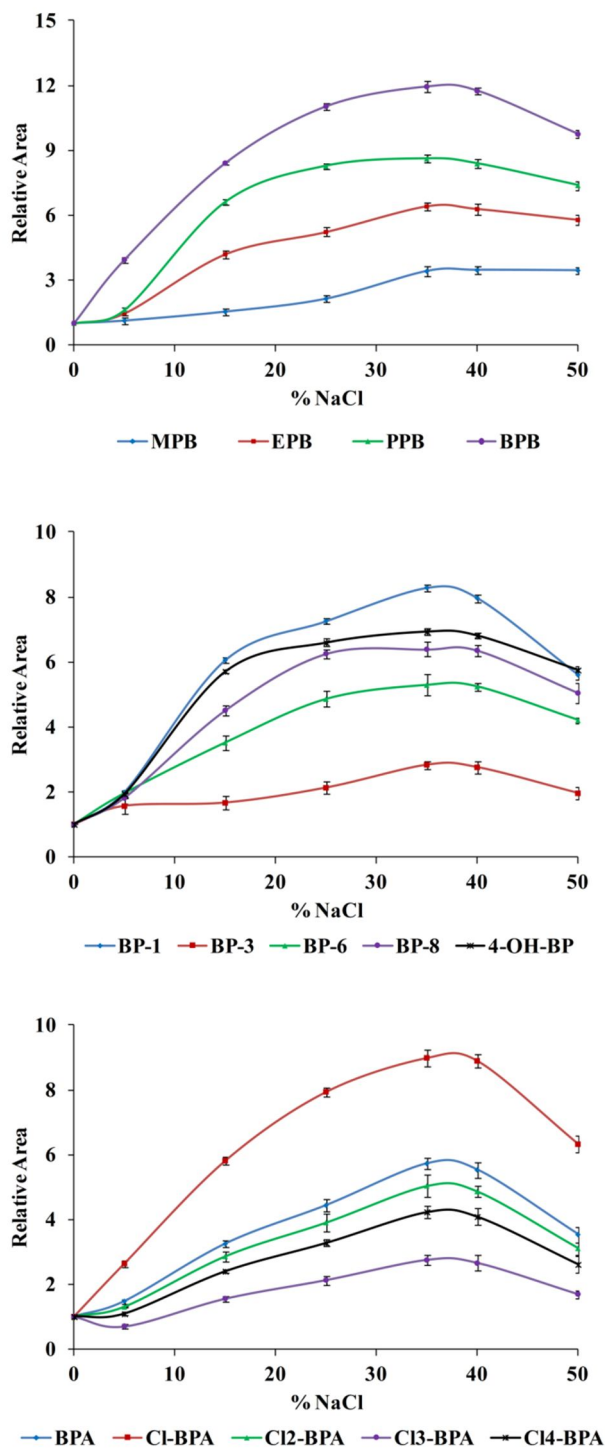 15
12
9
6
3
0
Relative Area
0 10 20 30 40 50
% NaCl
MPB EPB PPB BPB
10
8
6
4
2
0
Relative Area
0 10 20 30 40 50
% NaCl
BP-1 BP-3 BP-6 BP-8 4-OH-BP
10
8
6
4
2
0
Relative Area
0 10 20 30 40 50
% NaCl
BPA Cl-BPA Cl2-BPA Cl3-BPA Cl4-BPA